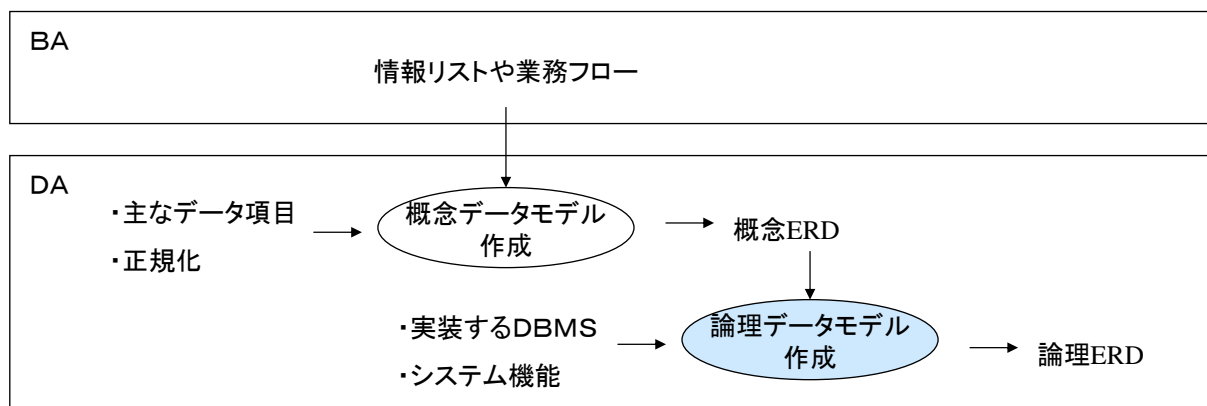 ＢＡ
情報リストや業務フロー
ＤＡ
・主なデータ項目
・正規化
概念データモデル
作成
概念ERD
・実装するＤＢＭＳ
・システム機能
論理データモデル
作成
論理ERD